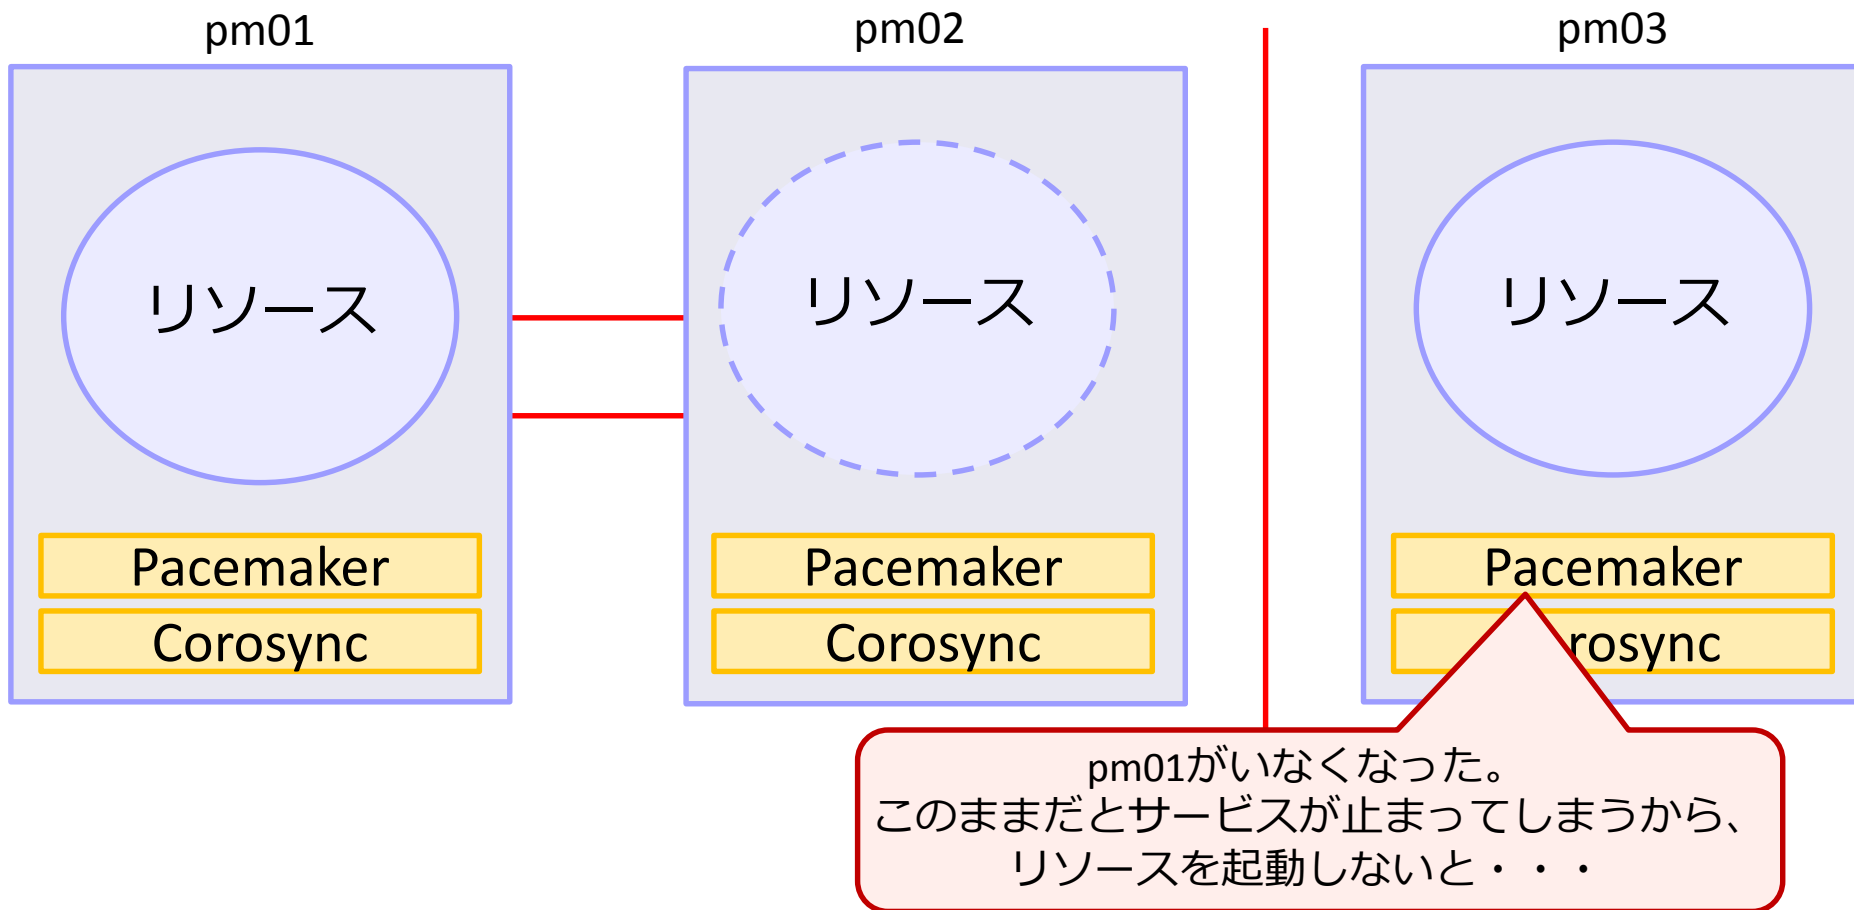 pm01
pm02
pm03
リソース
リソース
リソース
Pacemaker
Pacemaker
Pacemaker
Corosync
Corosync
rosync
pm01がいなくなった。
このままだとサービスが止まってしまうから、
リソースを起動しないと・・・